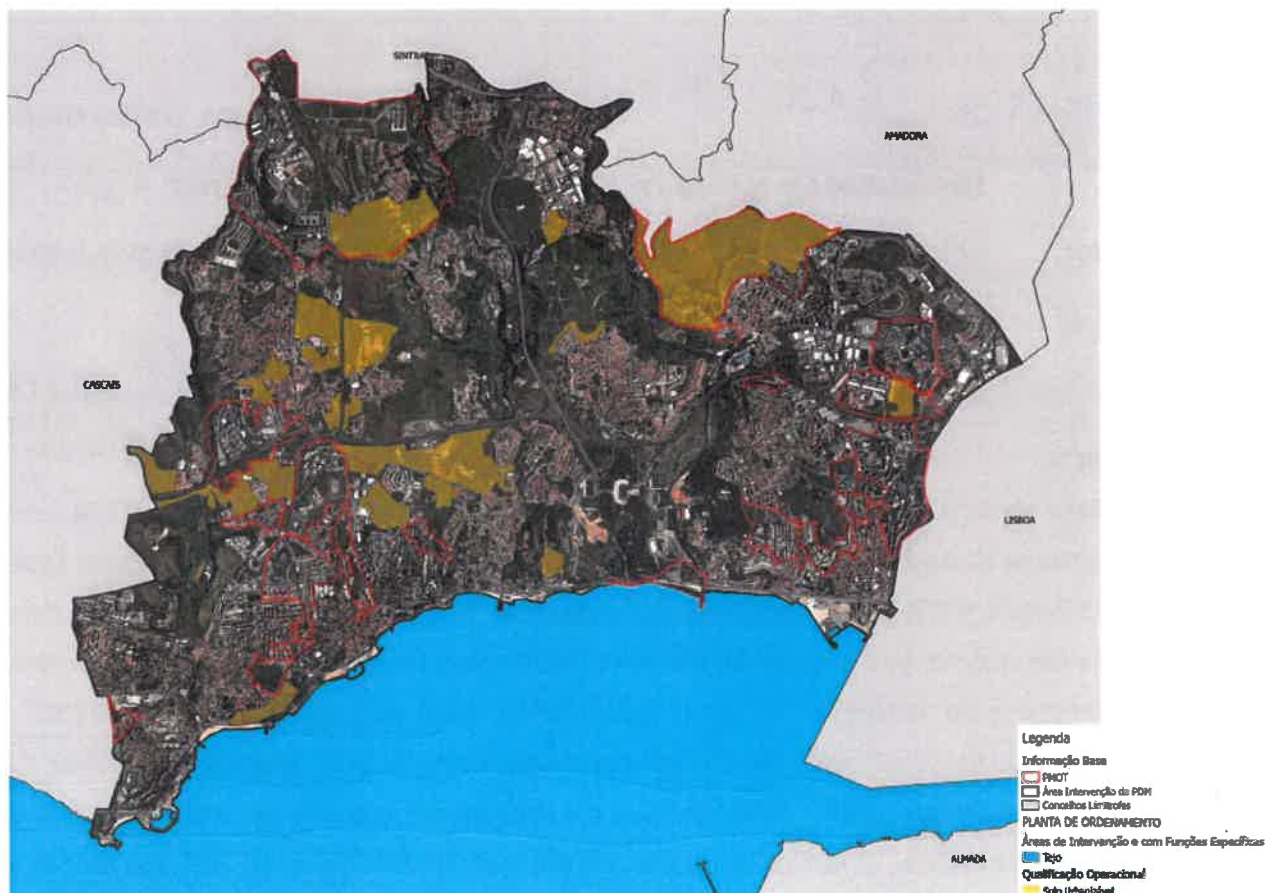 SINTRA
AMADORA
CASCAIS
LISBOA
ALMADA
Legenda
Informação Base
PMOT
Área Intervenção do PDM
Concelhos Limítrofes
PLANTA DE ORDENAMENTO
Áreas de Intervenção e com Funções Específicas
Tejo
Qualificação Operacional
Solo Urbanizável